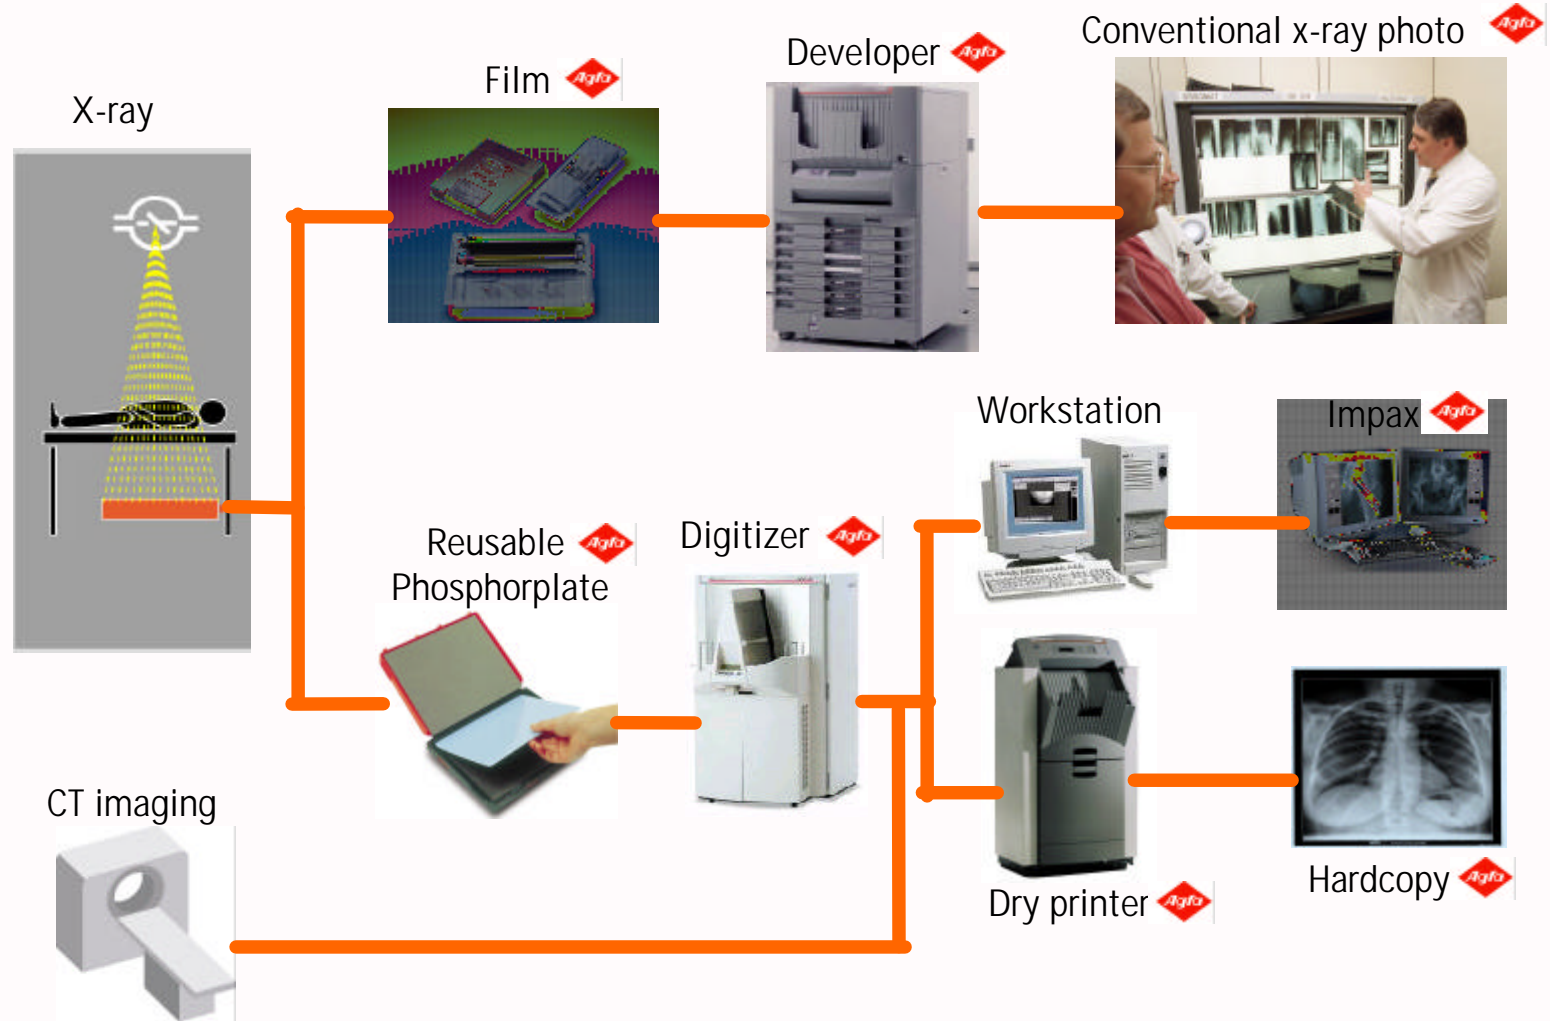 Conventional x-ray photo Agfa
Developer Agfa
Film Agfa
X-ray
Workstation
Impax Agfa
Reusable Agfa
Phosphorplate
Digitizer Agfa
CT imaging
Dry printer Agfa
Hardcopy Agfa